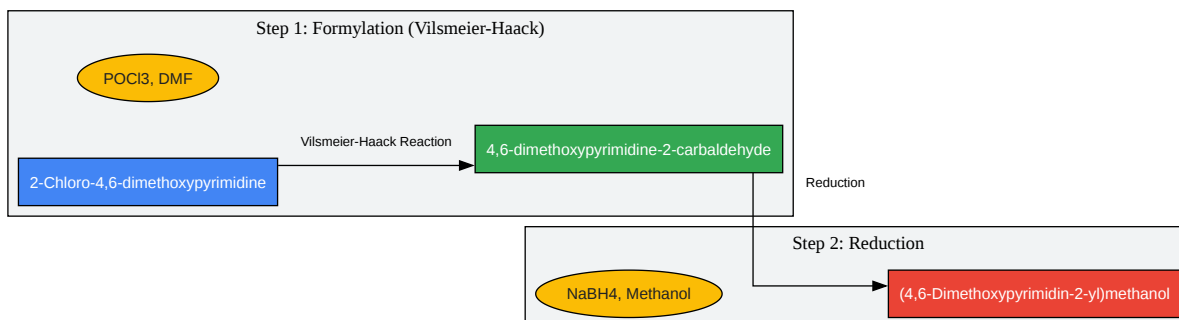 Step 1: Formylation (Vilsmeier-Haack)
POCl3, DMF
Vilsmeier-Haack Reaction
4,6-dimethoxypyrimidine-2-carbaldehyde
2-Chloro-4,6-dimethoxypyrimidine
Reduction
Step 2: Reduction
NaBH4, Methanol
(4,6-Dimethoxypyrimidin-2-yl)methanol